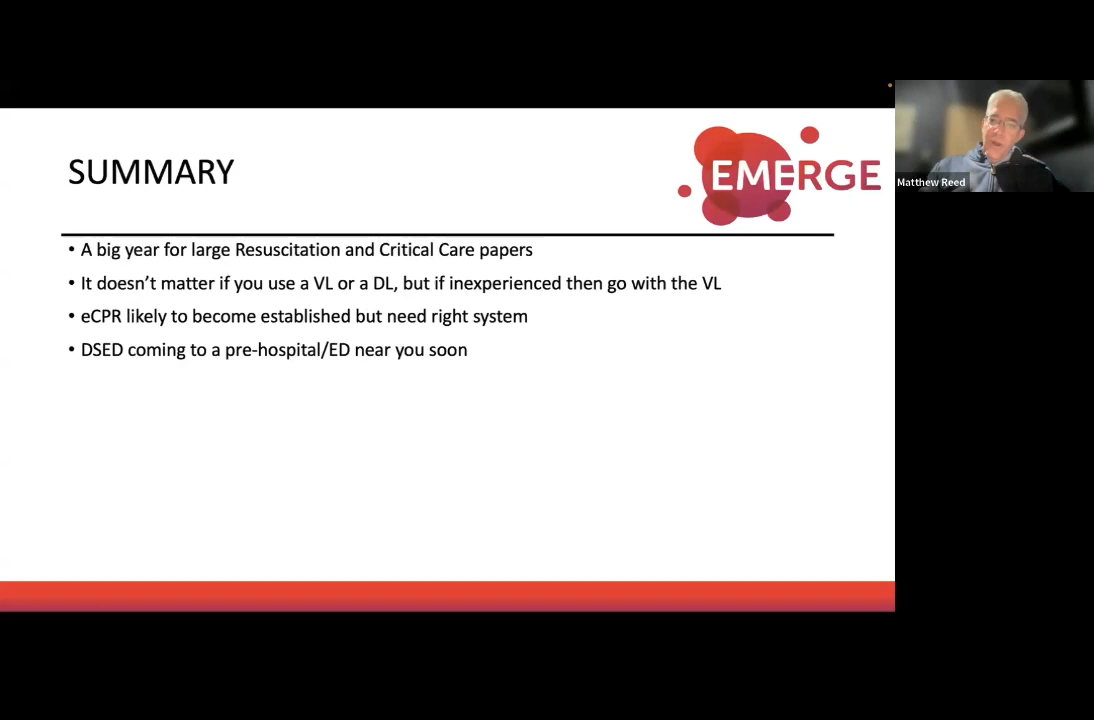 SUMMARY
EMERGE
Matthew Reed
• A big year for large Resuscitation and Critical Care papers
• It doesn’t matter if you use a VL or a DL, but if inexperienced then go with the VL
• eCPR likely to become established but need right system
• DSED coming to a pre-hospital/ED near you soon